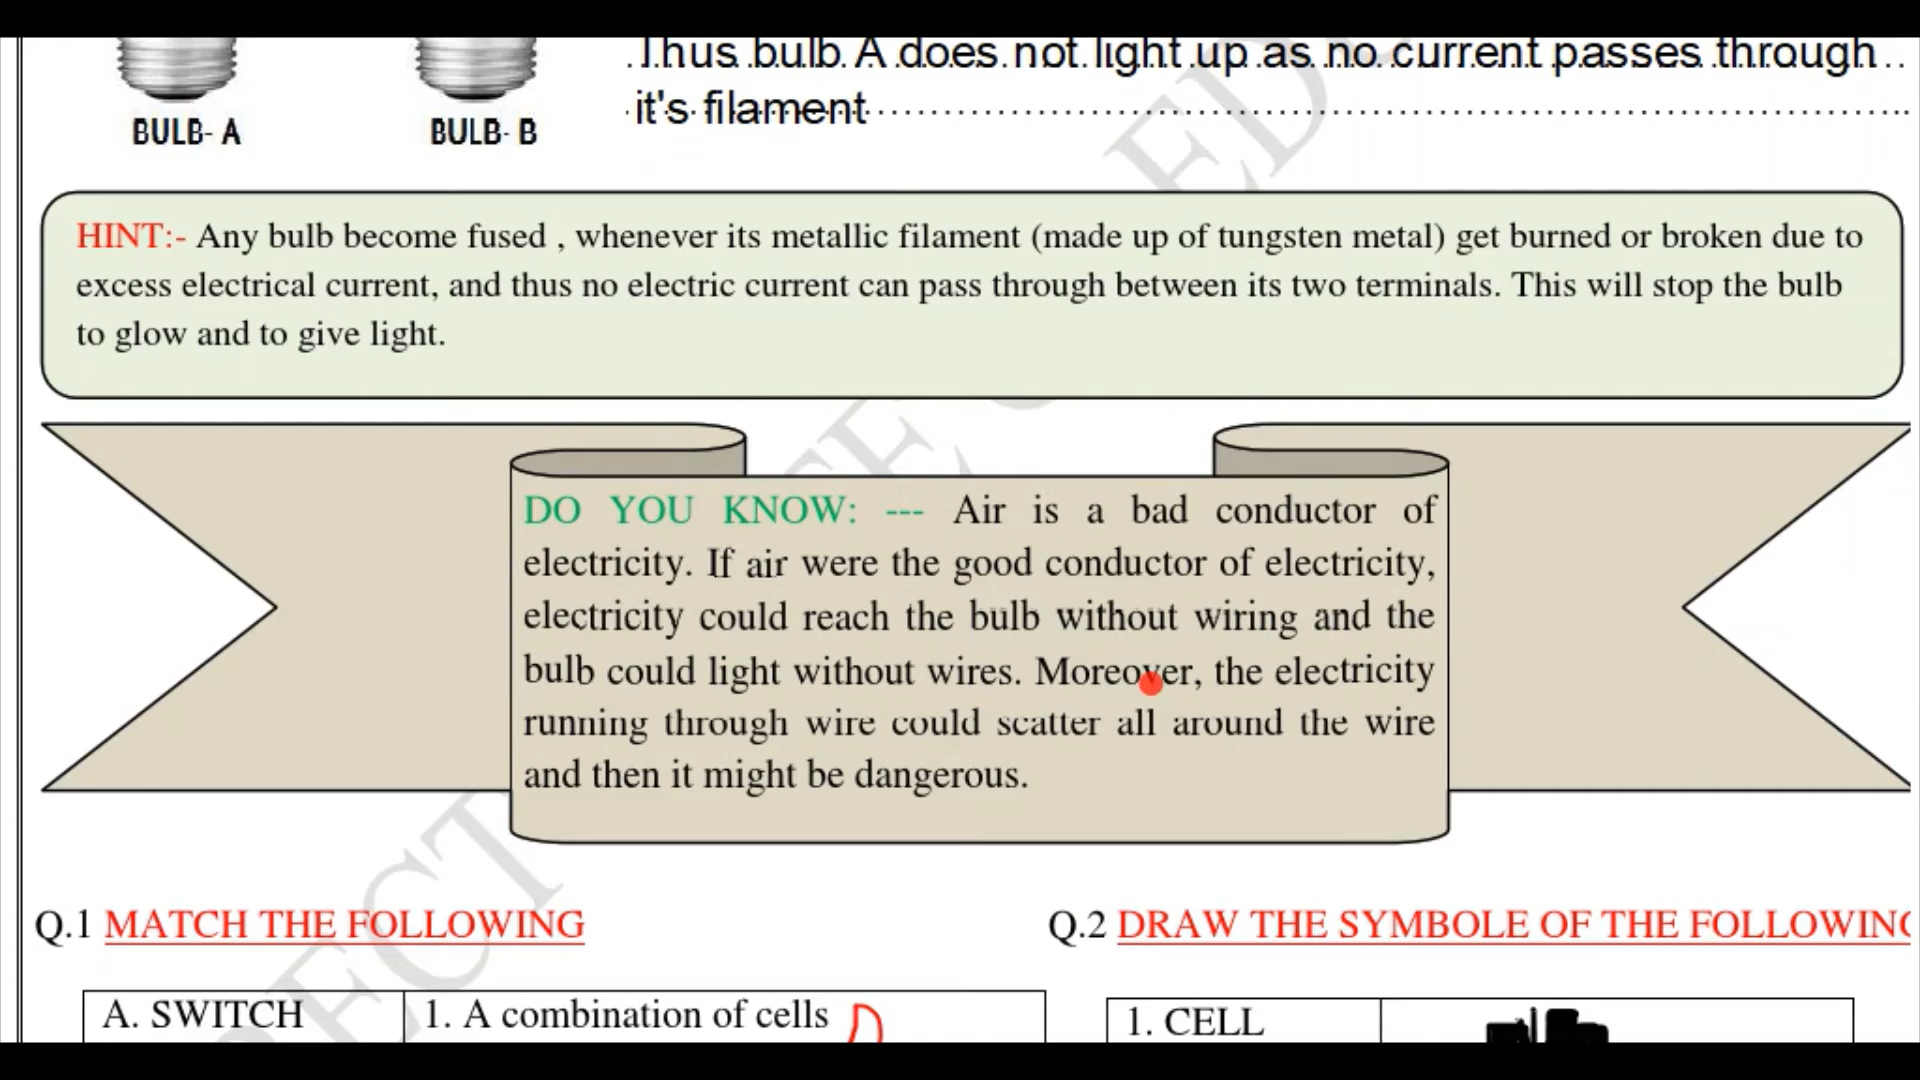 Thus bulb A does not light up as no current passes through
it's filament
BULB- A
BULB- B
HINT:- Any bulb become fused , whenever its metallic filament (made up of tungsten metal) get burned or broken due to
excess electrical current, and thus no electric current can pass through between its two terminals. This will stop the bulb
to glow and to give light.
DO YOU KNOW: --- Air is a bad conductor of
electricity. If air were the good conductor of electricity,
electricity could reach the bulb without wiring and the
bulb could light without wires. Moreover, the electricity
running through wire could scatter all around the wire
and then it might be dangerous.
Q.1 MATCH THE FOLLOWING
Q.2 DRAW THE SYMBOLE OF THE FOLLOWING
A. SWITCH
1. A combination of cells
1. CELL